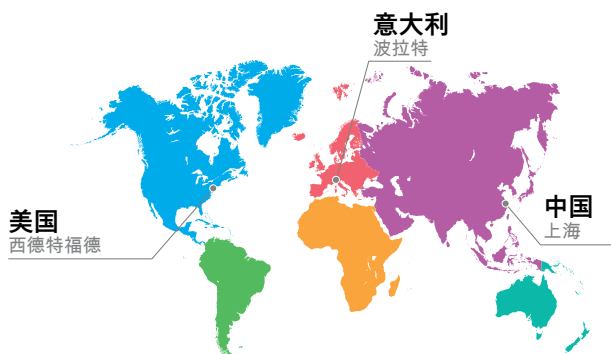 意大利
波拉特
美国
西德特福德
中国
上海